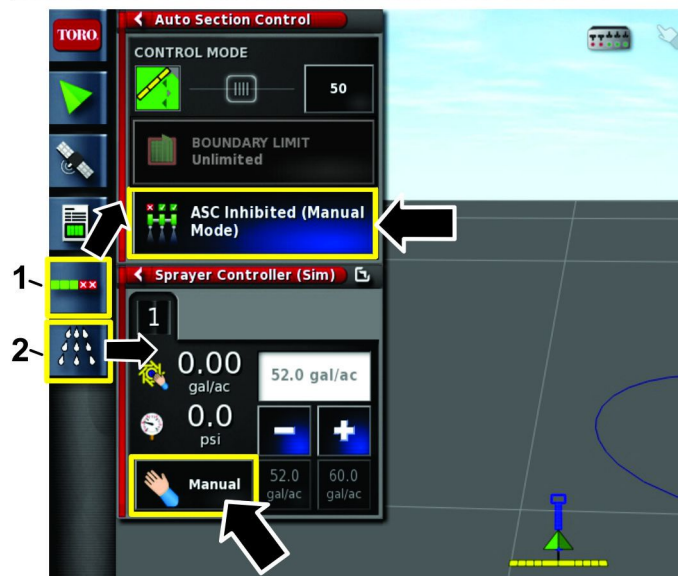 TORO.
Auto Section Control
CONTROL MODE
50
BOUNDARY LIMIT
Unlimited
ASC Inhibited (Manual
Mode)
1
Sprayer Controller (Sim)
2
1
0.00
gal/ac
52.0 gal/ac
0.0
psi
- +
Manual
52.0
gal/ac
60.0
gal/ac